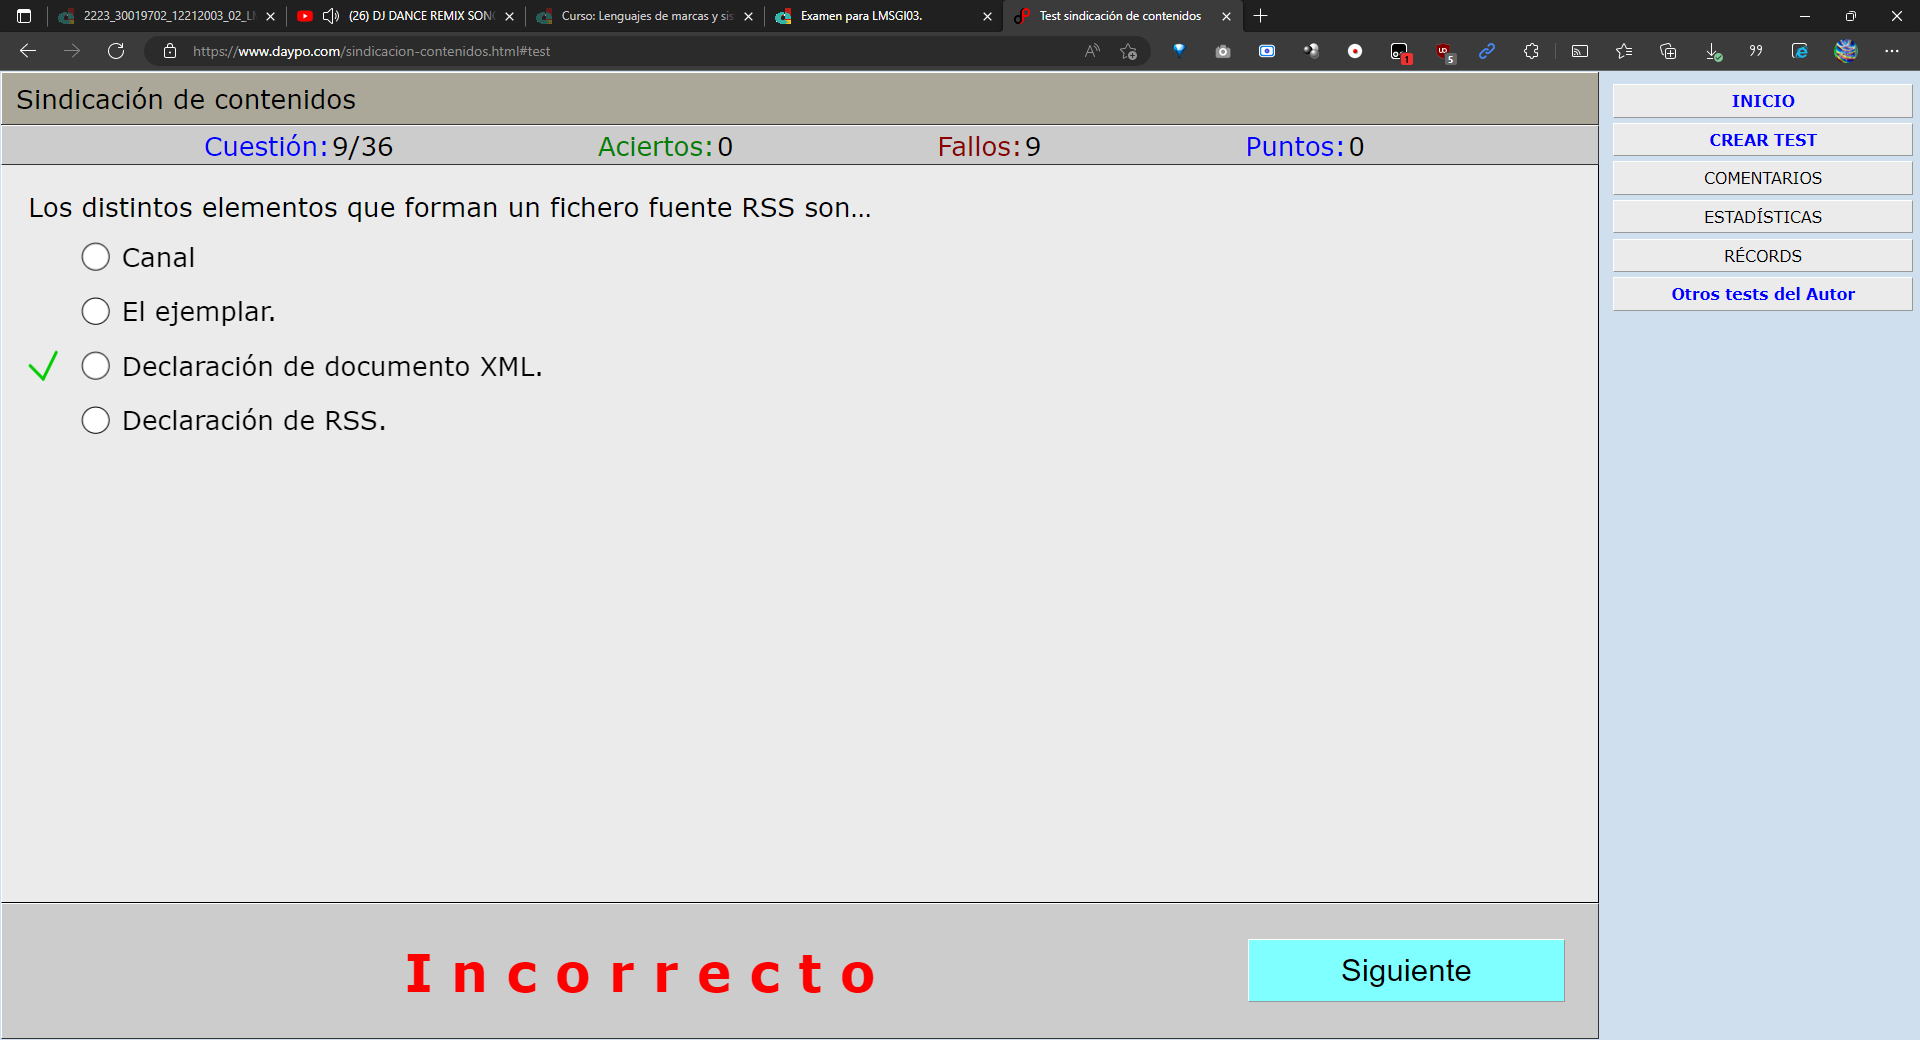 2223_30019702_12212003_02_L
(26) DJ DANCE REMIX SON
Curso: Lenguajes de marcas y sis
Examen para LMSGI03.
Test sindicación de contenidos
https://www.daypo.com/sindicacion-contenidos.html#test
1
5
Sindicación de contenidos
Cuestión: 9/36 Aciertos: 0 Fallos: 9 Puntos: 0
Los distintos elementos que forman un fichero fuente RSS son...
Canal
El ejemplar.
Declaración de documento XML.
Declaración de RSS.
Incorrecto
Siguiente
INICIO
CREAR TEST
COMENTARIOS
ESTADÍSTICAS
RÉCORDS
Otros tests del Autor